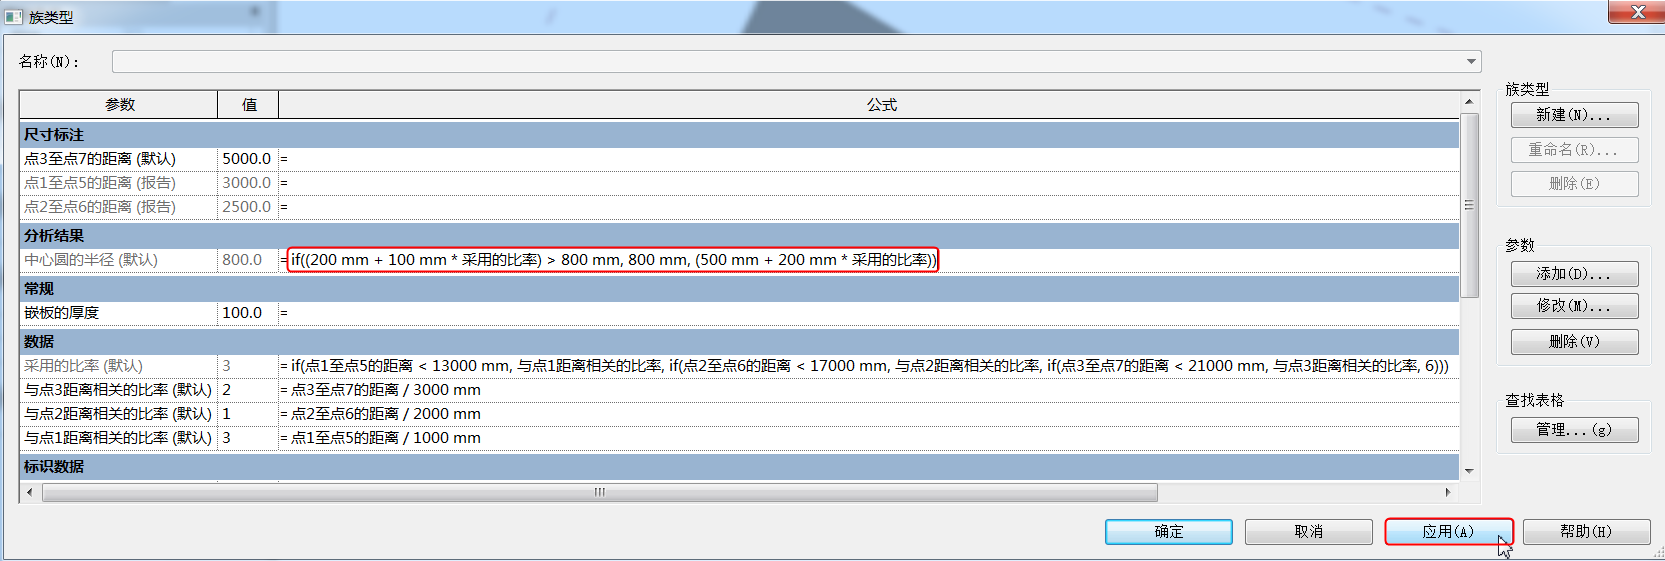 族类型
名称(N):
参数 值 公式
尺寸标注
点3至点7的距离 (默认) 5000.0 =
点1至点5的距离 (报告) 3000.0 =
点2至点6的距离 (报告) 2500.0 =
分析结果
中心圆的半径 (默认) 800.0 = if((200 mm + 100 mm * 采用的比率) > 800 mm, 800 mm, (500 mm + 200 mm * 采用的比率))
常规
嵌板的厚度 100.0 =
数据
采用的比率 (默认) 3 = if(点1至点5的距离 < 13000 mm, 与点1距离相关的比率, if(点2至点6的距离 < 17000 mm, 与点2距离相关的比率, if(点3至点7的距离 < 21000 mm, 与点3距离相关的比率, 6)))
与点3距离相关的比率 (默认) 2 = 点3至点7的距离 / 3000 mm
与点2距离相关的比率 (默认) 1 = 点2至点6的距离 / 2000 mm
与点1距离相关的比率 (默认) 3 = 点1至点5的距离 / 1000 mm
标识数据
族类型
新建(N)...
重命名(R)...
删除(E)
参数
添加(D)...
修改(M)...
删除(V)
查找表格
管理...(g)
确定 取消 应用(A) 帮助(H)